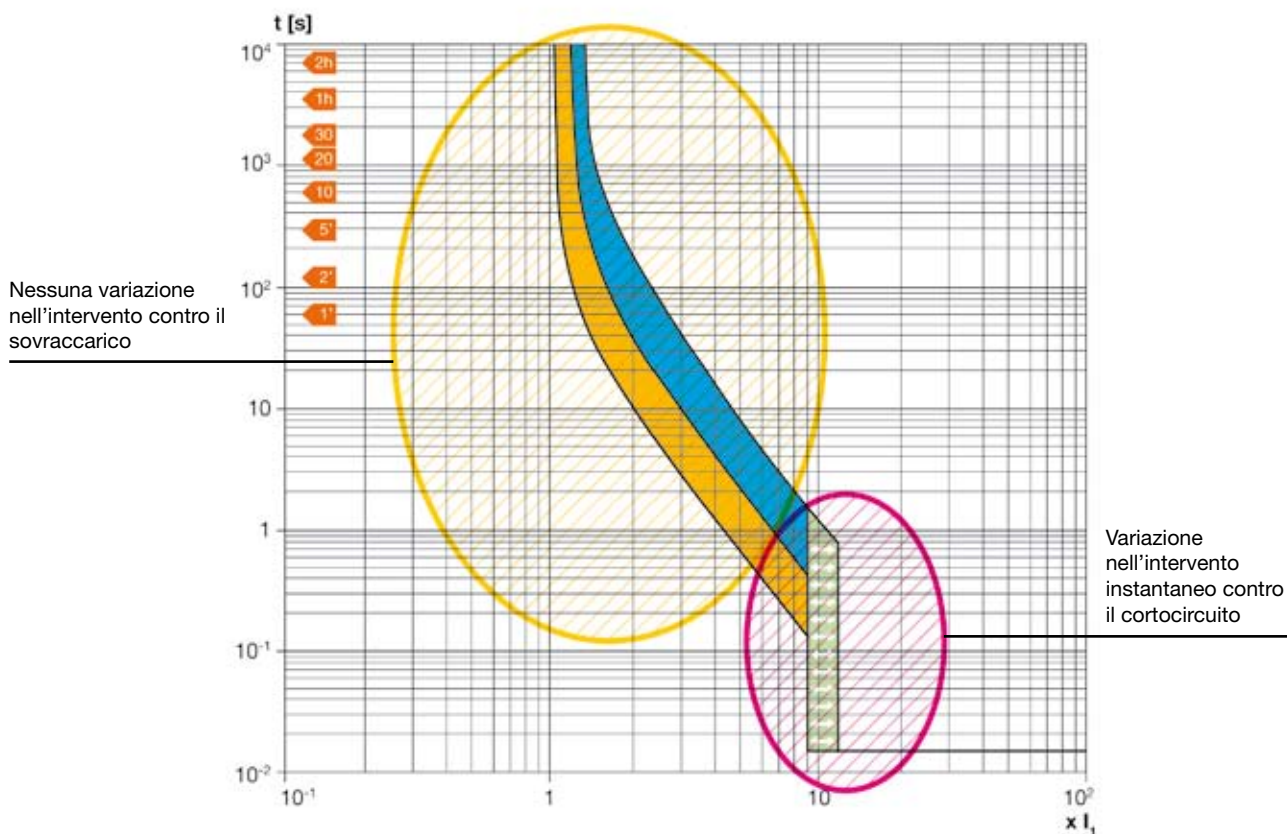 t [s]
10⁴
2h
1h
30
20
10³
10
5'
2'
10²
1'
Nessuna variazione
nell'intervento contro il
sovraccarico
10
1
Variazione
nell'intervento
instantaneo contro
il cortocircuito
10⁻¹
10⁻²
10⁻¹
1
10
10²
x I₁